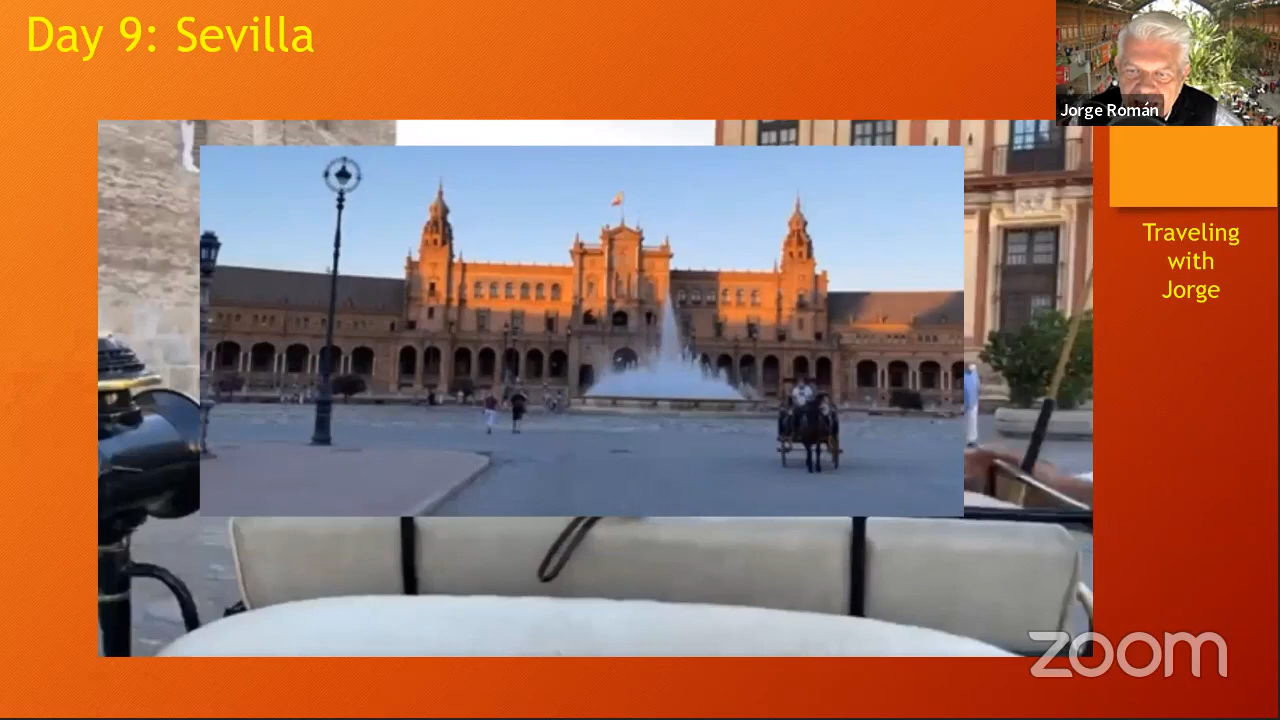 Day 9: Sevilla
Jorge Román
Traveling
with
Jorge
zoom